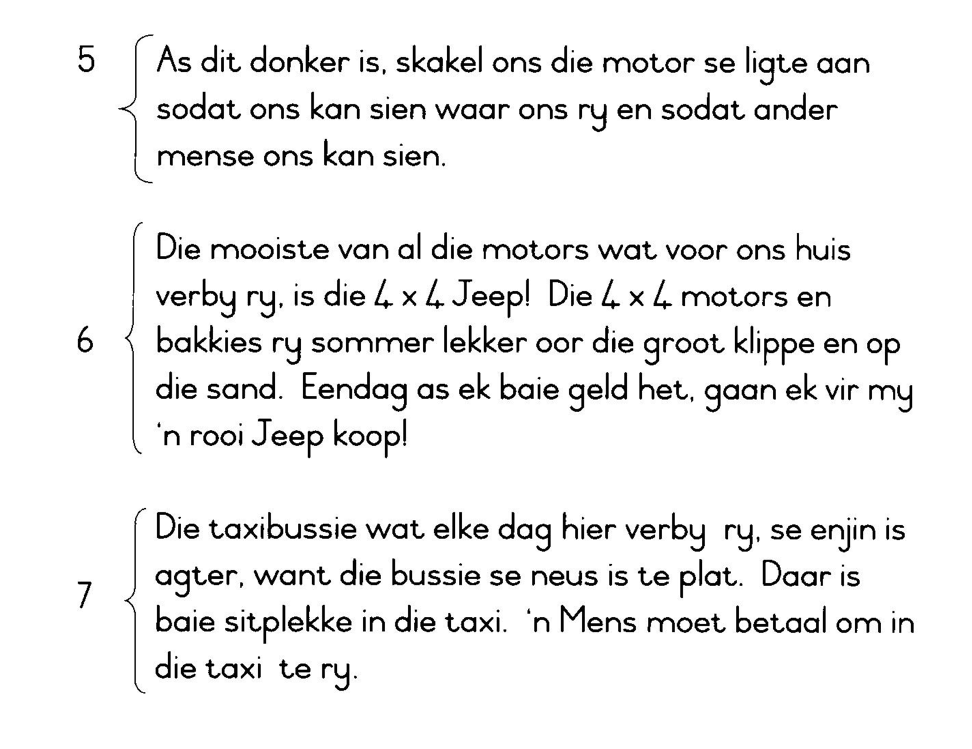 5 As dit donker is, skakel ons die motor se ligte aan
sodat ons kan sien waar ons ry en sodat ander
mense ons kan sien.
Die mooiste van al die motors wat voor ons huis
verby ry, is die 4 x 4 Jeep! Die 4 x 4 motors en
6 bakkies ry sommer lekker oor die groot klippe en op
die sand. Eendag as ek baie geld het, gaan ek vir my
'n rooi Jeep koop!
Die taxibussie wat elke dag hier verby ry, se enjin is
agter, want die bussie se neus is te plat. Daar is
7 baie sitplekke in die taxi. 'n Mens moet betaal om in
die taxi te ry.